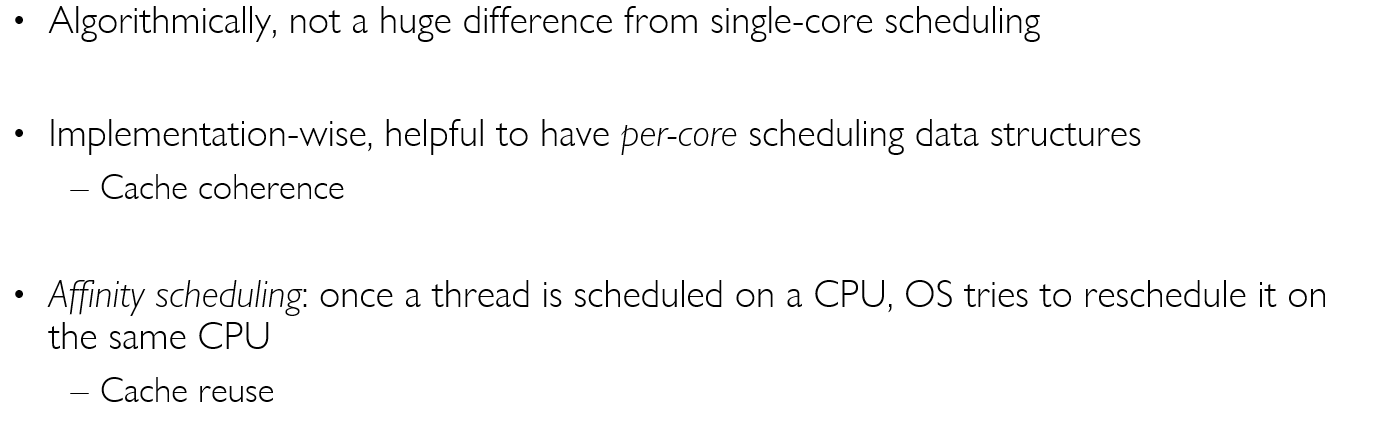 • Algorithmically, not a huge difference from single-core scheduling
• Implementation-wise, helpful to have per-core scheduling data structures
– Cache coherence
• Affinity scheduling: once a thread is scheduled on a CPU, OS tries to reschedule it on
the same CPU
– Cache reuse